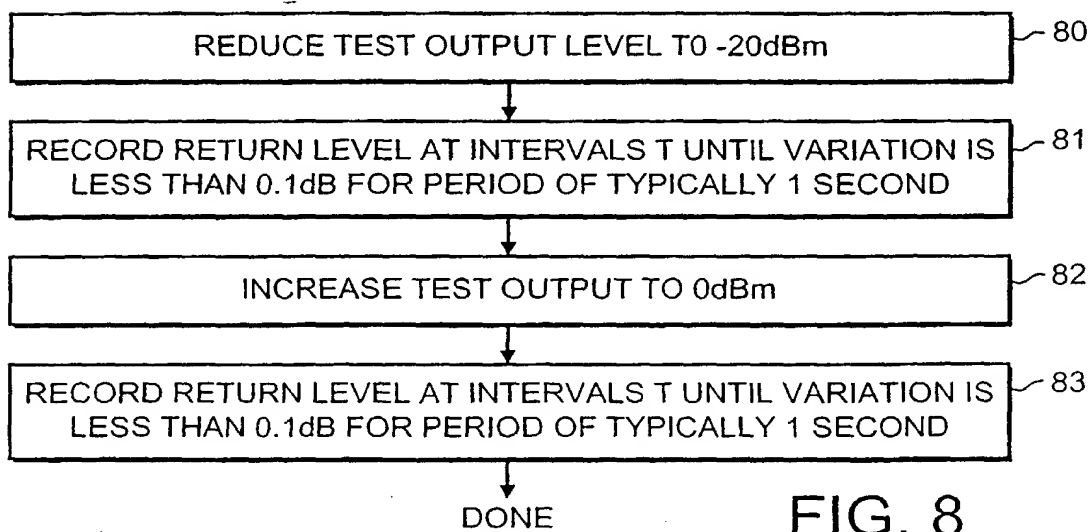 REDUCE TEST OUTPUT LEVEL T0 -20dBm
80
RECORD RETURN LEVEL AT INTERVALS T UNTIL VARIATION IS
LESS THAN 0.1dB FOR PERIOD OF TYPICALLY 1 SECOND
81
INCREASE TEST OUTPUT TO 0dBm
82
RECORD RETURN LEVEL AT INTERVALS T UNTIL VARIATION IS
LESS THAN 0.1dB FOR PERIOD OF TYPICALLY 1 SECOND
83
DONE
FIG. 8